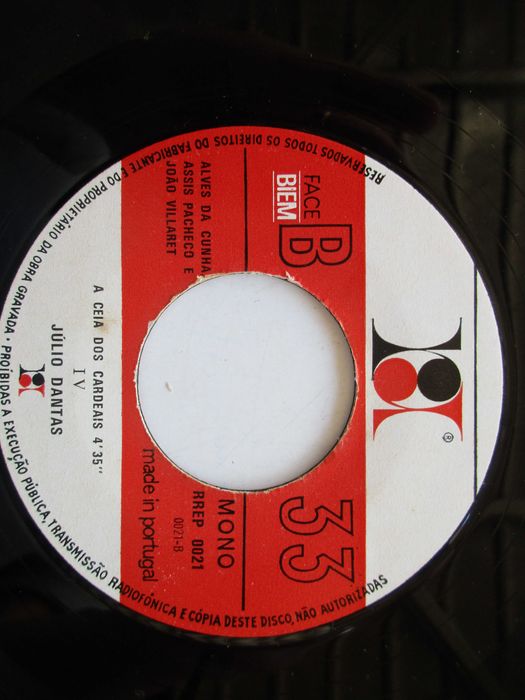 ®
FACE
B
BIEM
33
MONO
RREP 0021
0021-B
made in portugal
ALVES DA CUNHA
ASSIS PACHECO E
JOÃO VILLARET
A CEIA DOS CARDEAIS 4'35"
IV
JÚLIO DANTAS
RESERVADOS TODOS OS DIREITOS DO FABRICANTE E DO PROPRIETÁRIO DA OBRA GRAVADA • PROÍBIDAS A EXECUÇÃO PÚBLICA, TRANSMISSÃO RADIOFÓNICA E CÓPIA DESTE DISCO, NÃO AUTORIZADAS